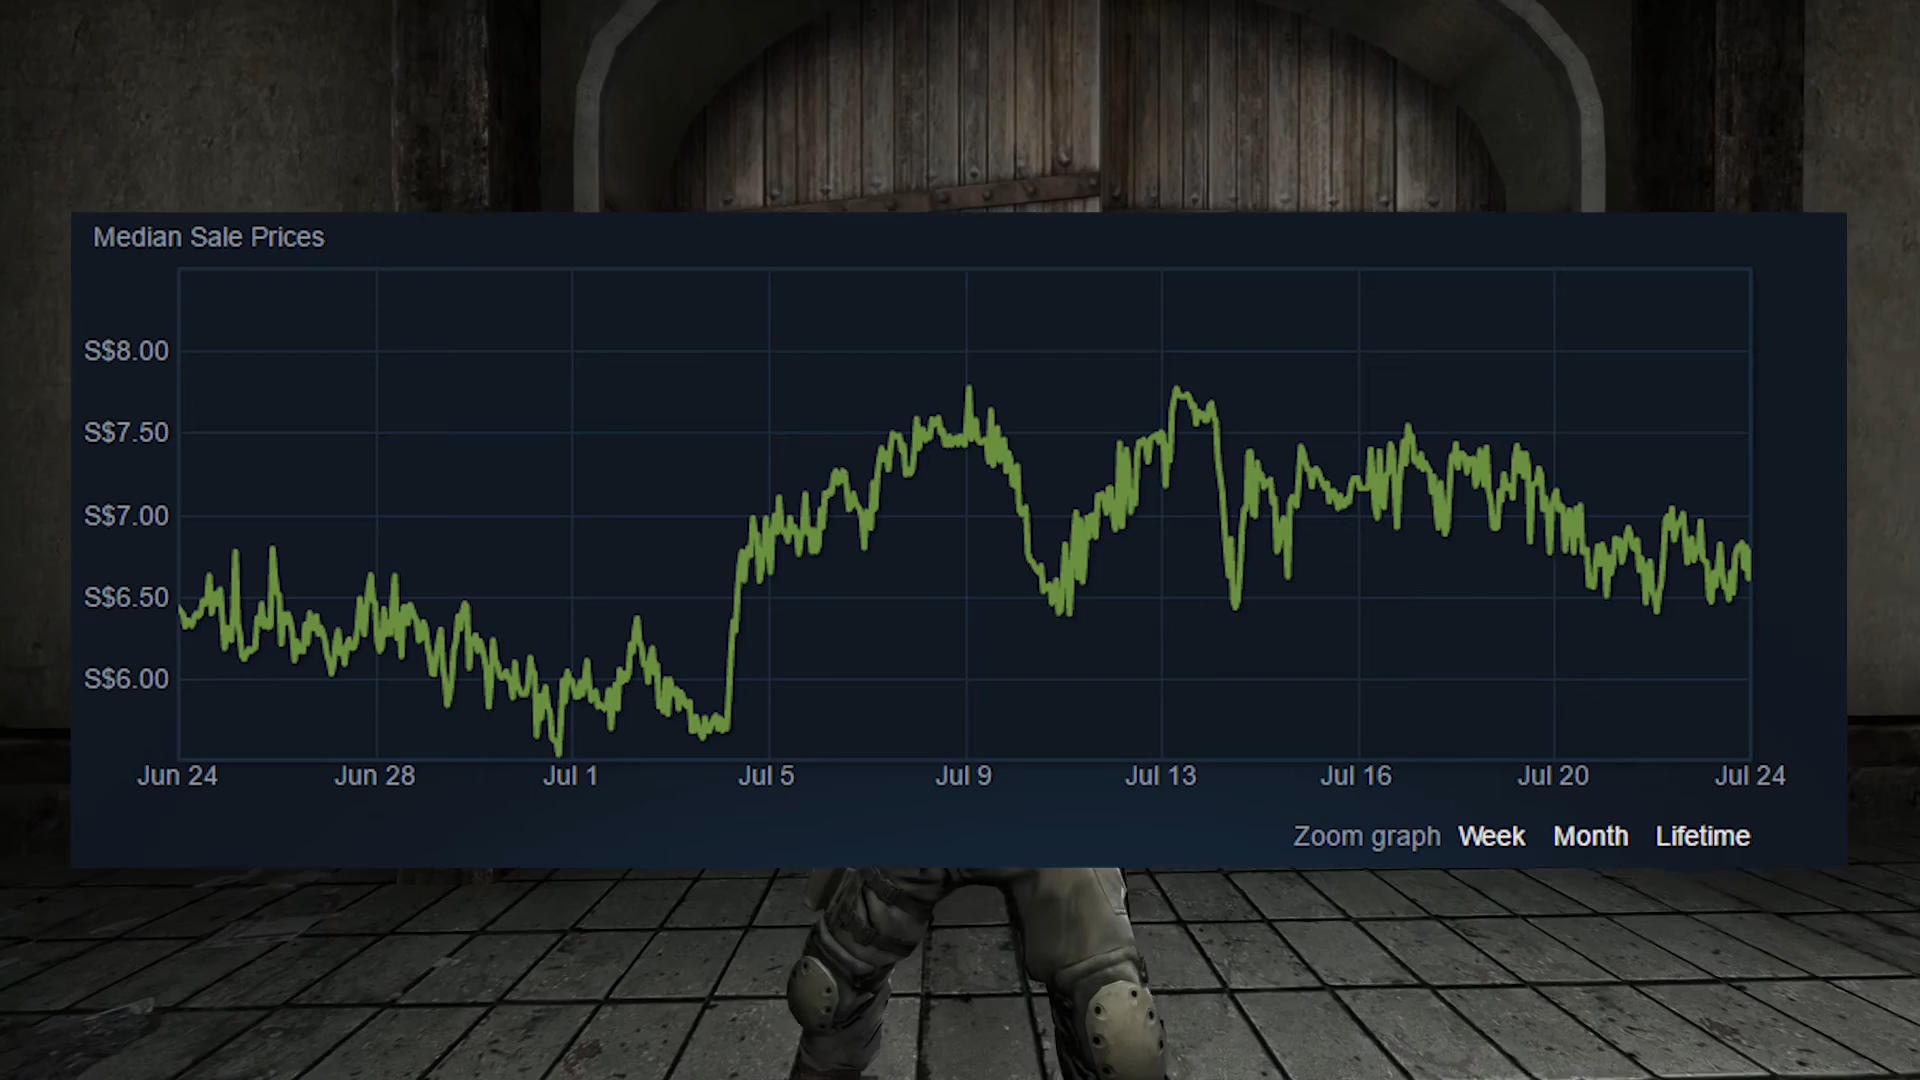 Median Sale Prices
S$8.00
S$7.50
S$7.00
S$6.50
S$6.00
Jun 24 Jun 28 Jul 1 Jul 5 Jul 9 Jul 13 Jul 16 Jul 20 Jul 24
Zoom graph Week Month Lifetime